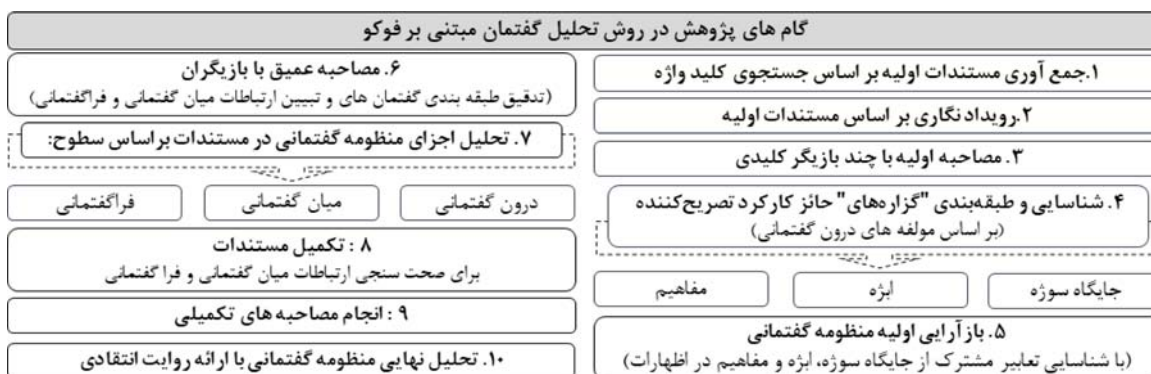 گام های پژوهش در روش تحلیل گفتمان مبتنی بر فوکو
۱.جمع آوری مستندات اولیه بر اساس جستجوی کلید واژه
۲.رویدادنگاری بر اساس مستندات اولیه
۳. مصاحبه اولیه با چند بازیگر کلیدی
۴. شناسایی و طبقه‌بندی "گزاره‌های" حائز کارکرد تصریح‌کننده
(بر اساس مولفه های درون گفتمانی)
جایگاه سوژه
ابژه
مفاهیم
۵. بازآرایی اولیه منظومه گفتمانی
(با شناسایی تعابیر مشترک از جایگاه سوژه، ابژه و مفاهیم در اظهارات)
۶. مصاحبه عمیق با بازیگران
(تدقیق طبقه بندی گفتمان های و تبیین ارتباطات میان گفتمانی و فراگفتمانی)
۷. تحلیل اجزای منظومه گفتمانی در مستندات براساس سطوح:
درون گفتمانی
میان گفتمانی
فراگفتمانی
۸ : تکمیل مستندات
برای صحت سنجی ارتباطات میان گفتمانی و فرا گفتمانی
۹ : انجام مصاحبه های تکمیلی
۱۰. تحلیل نهایی منظومه گفتمانی با ارائه روایت انتقادی